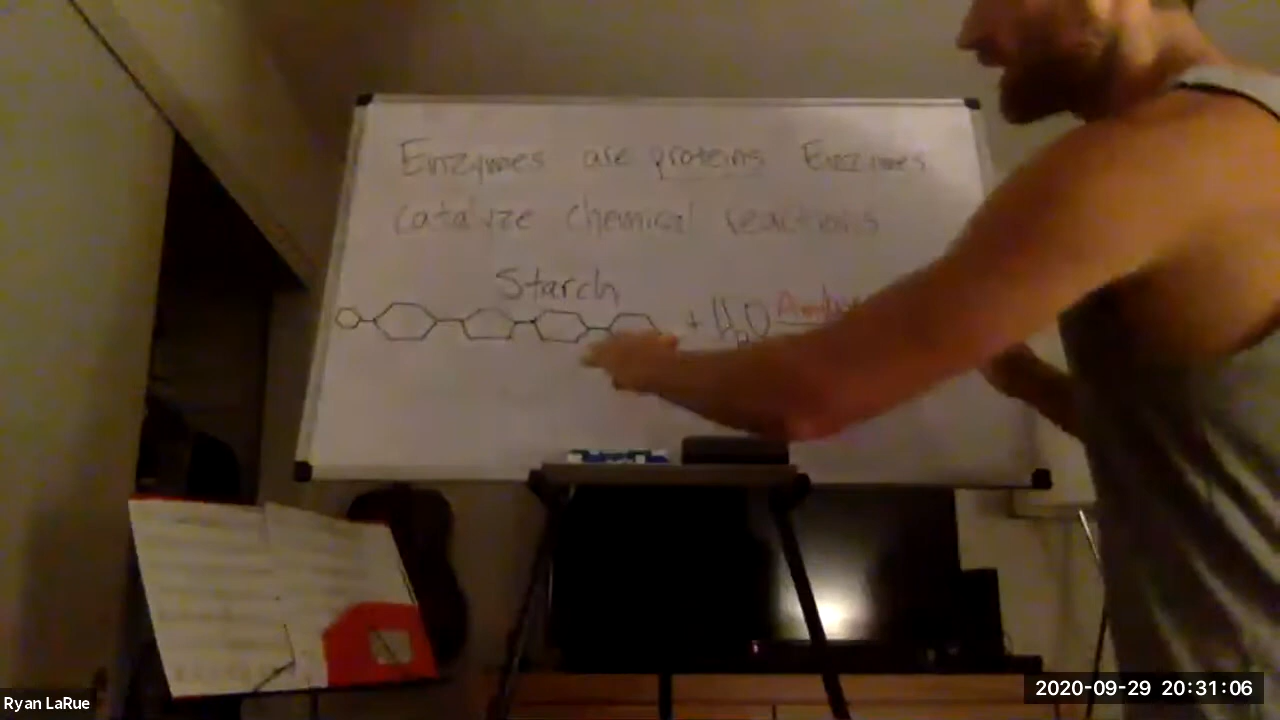 Enzymes are proteins Enzymes
catalyze chemical reactions
Starch
+ H2O
Ryan LaRue
2020-09-29 20:31:06